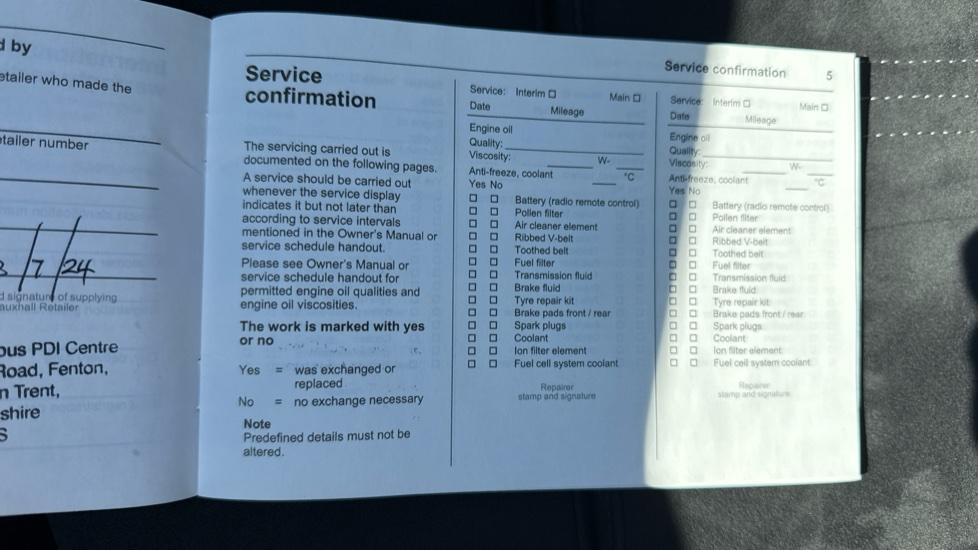 d by
etailer who made the
etailer number
3/7/24
d signature of supplying
auxhall Retailer
ous PDI Centre
Road, Fenton,
n Trent,
shire
S
Service confirmation 5
Service
confirmation
The servicing carried out is
documented on the following pages.
A service should be carried out
whenever the service display
indicates it but not later than
according to service intervals
mentioned in the Owner's Manual or
service schedule handout.
Please see Owner's Manual or
service schedule handout for
permitted engine oil qualities and
engine oil viscosities.
The work is marked with yes
or no
Yes = was exchanged or
replaced
No = no exchange necessary
Note
Predefined details must not be
altered.
Service: Interim ☐ Main ☐
Date Mileage
Engine oil
Quality:
Viscosity: W-
Anti-freeze, coolant °C
Yes No
☐ ☐ Battery (radio remote control)
☐ ☐ Pollen filter
☐ ☐ Air cleaner element
☐ ☐ Ribbed V-belt
☐ ☐ Toothed belt
☐ ☐ Fuel filter
☐ ☐ Transmission fluid
☐ ☐ Brake fluid
☐ ☐ Tyre repair kit
☐ ☐ Brake pads front / rear
☐ ☐ Spark plugs
☐ ☐ Coolant
☐ ☐ Ion filter element
☐ ☐ Fuel cell system coolant
Repairer
stamp and signature
Service: Interim ☐ Main ☐
Date Mileage
Engine oil
Quality:
Viscosity: W-
Anti-freeze, coolant °C
Yes No
☐ ☐ Battery (radio remote control)
☐ ☐ Pollen filter
☐ ☐ Air cleaner element
☐ ☐ Ribbed V-belt
☐ ☐ Toothed belt
☐ ☐ Fuel filter
☐ ☐ Transmission fluid
☐ ☐ Brake fluid
☐ ☐ Tyre repair kit
☐ ☐ Brake pads front / rear
☐ ☐ Spark plugs
☐ ☐ Coolant
☐ ☐ Ion filter element
☐ ☐ Fuel cell system coolant
Repairer
stamp and signature